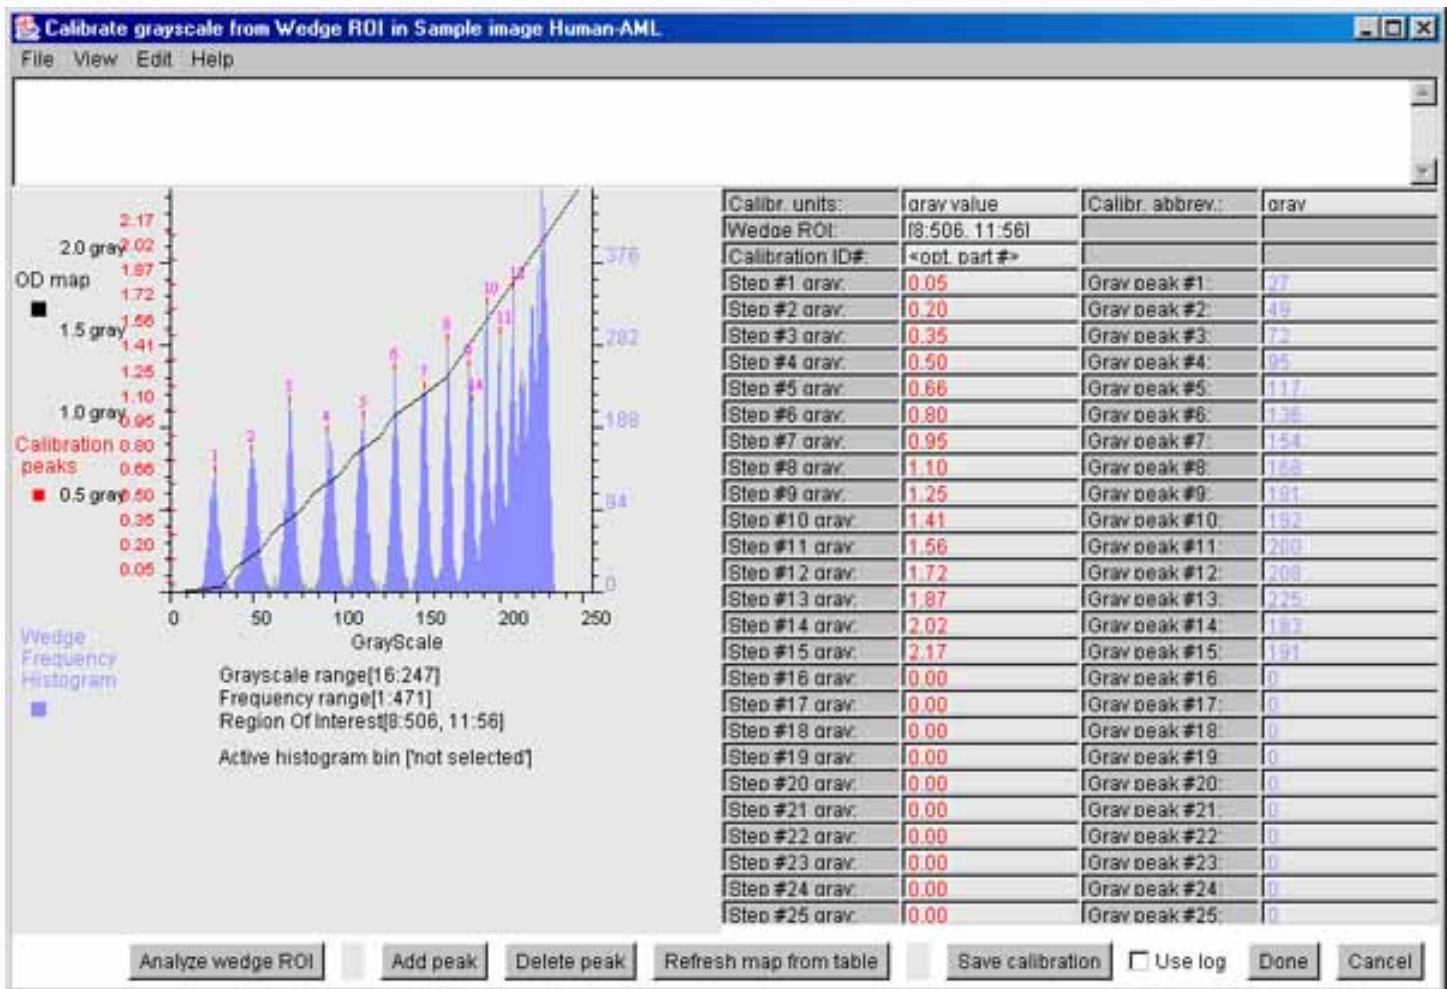 Calibrate grayscale from Wedge ROI in Sample image Human-AML
File View Edit Help
2.17
2.0 gray 2.02
1.87
OD map
1.72
1.5 gray 1.56
1.41
1.25
1.10
1.0 gray 0.95
Calibration 0.80
peaks 0.66
0.5 gray 0.50
0.35
0.20
0.05
376
282
188
94
0
1 2 3 4 5 6 7 8 9 14 10 11 12
0 50 100 150 200 250
GrayScale
Wedge
Frequency
Histogram
Grayscale range[16:247]
Frequency range[1:471]
Region Of Interest[8:506, 11:56]
Active histogram bin ['not selected']
Calibr. units: gray value Calibr. abbrev.: gray
Wedge ROI: [8:506, 11:56]
Calibration ID#: <opt. part #>
Step #1 gray: 0.05 Gray peak #1: 27
Step #2 gray: 0.20 Gray peak #2: 49
Step #3 gray: 0.35 Gray peak #3: 72
Step #4 gray: 0.50 Gray peak #4: 95
Step #5 gray: 0.66 Gray peak #5: 117
Step #6 gray: 0.80 Gray peak #6: 136
Step #7 gray: 0.95 Gray peak #7: 154
Step #8 gray: 1.10 Gray peak #8: 168
Step #9 gray: 1.25 Gray peak #9: 191
Step #10 gray: 1.41 Gray peak #10: 192
Step #11 gray: 1.56 Gray peak #11: 200
Step #12 gray: 1.72 Gray peak #12: 208
Step #13 gray: 1.87 Gray peak #13: 225
Step #14 gray: 2.02 Gray peak #14: 183
Step #15 gray: 2.17 Gray peak #15: 191
Step #16 gray: 0.00 Gray peak #16: 0
Step #17 gray: 0.00 Gray peak #17: 0
Step #18 gray: 0.00 Gray peak #18: 0
Step #19 gray: 0.00 Gray peak #19: 0
Step #20 gray: 0.00 Gray peak #20: 0
Step #21 gray: 0.00 Gray peak #21: 0
Step #22 gray: 0.00 Gray peak #22: 0
Step #23 gray: 0.00 Gray peak #23: 0
Step #24 gray: 0.00 Gray peak #24: 0
Step #25 gray: 0.00 Gray peak #25: 0
Analyze wedge ROI Add peak Delete peak Refresh map from table Save calibration Use log Done Cancel